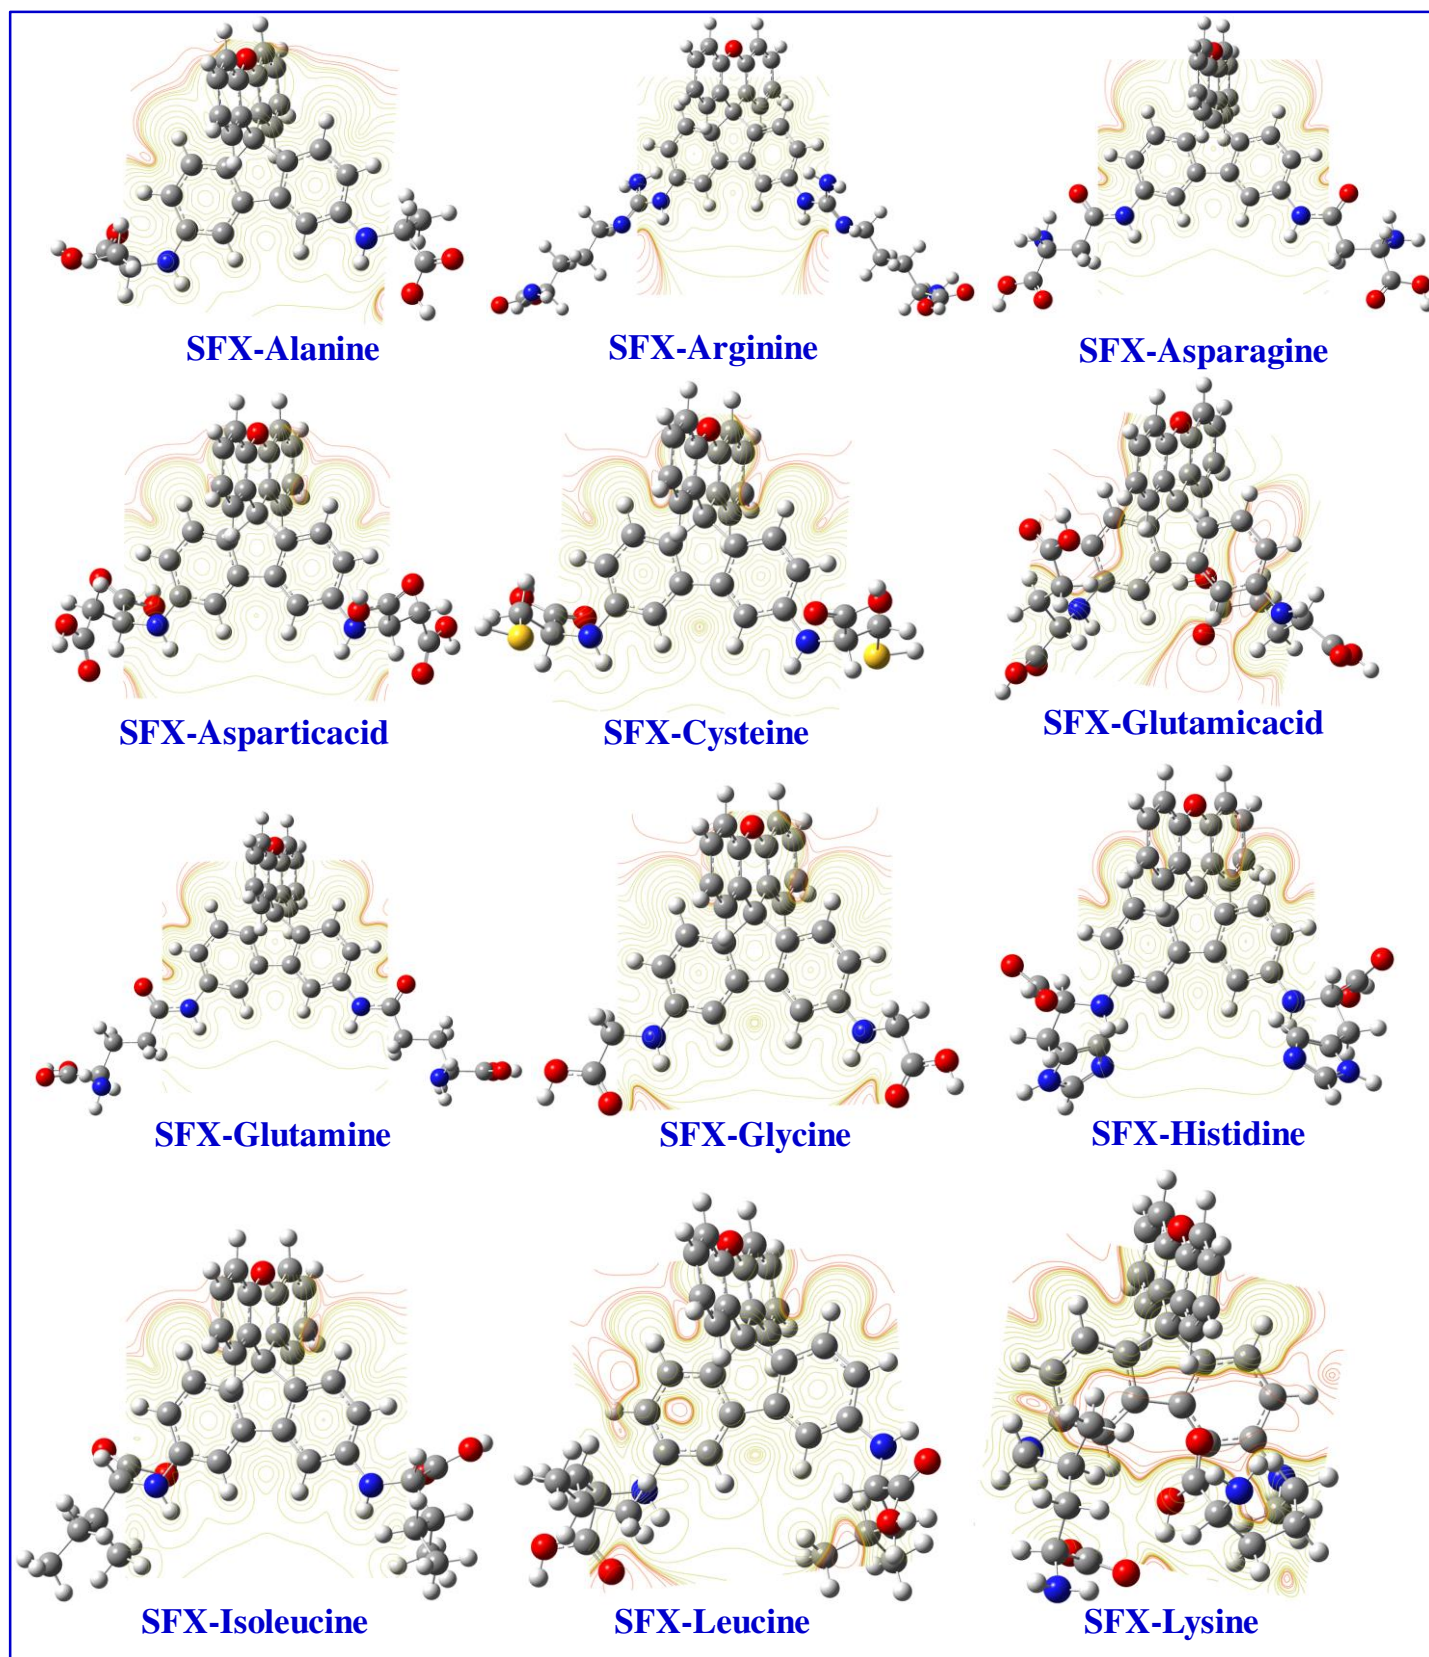 SFX-Alanine
SFX-Arginine
SFX-Asparagine
SFX-Asparticacid
SFX-Cysteine
SFX-Glutamicacid
SFX-Glutamine
SFX-Glycine
SFX-Histidine
SFX-Isoleucine
SFX-Leucine
SFX-Lysine